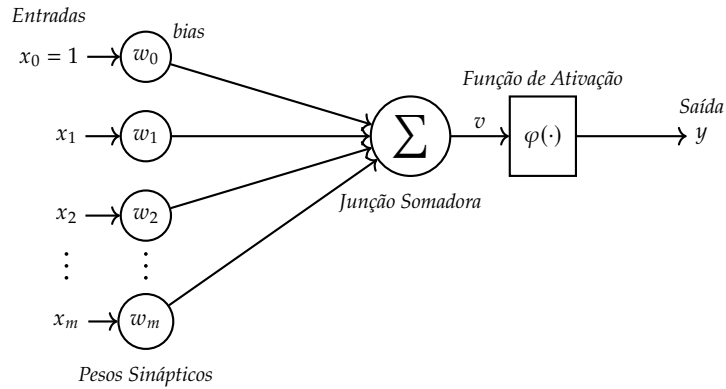 Entradas
bias
x₀ = 1
w₀
Função de Ativação
Saída
x₁
w₁
Σ
v
φ(·)
y
Junção Somadora
x₂
w₂
⋮
⋮
xₘ
wₘ
Pesos Sinápticos